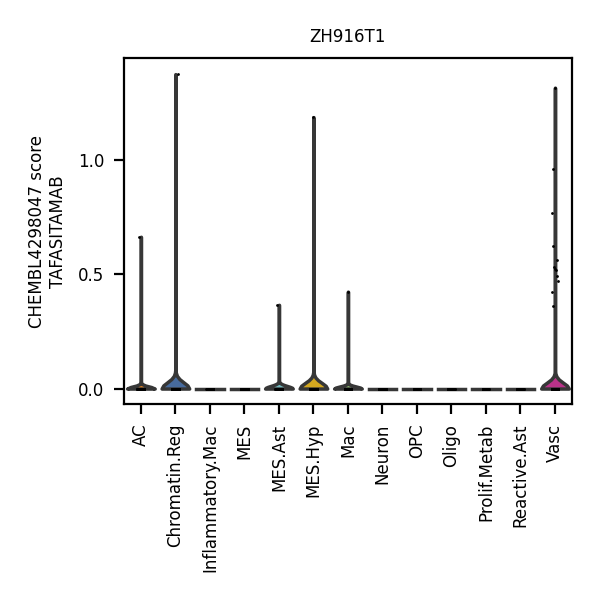 ZH916T1
CHEMBL4298047 score
TAFASITAMAB
1.0
0.5
0.0
AC
Chromatin.Reg
Inflammatory.Mac
MES
MES.Ast
MES.Hyp
Mac
Neuron
OPC
Oligo
Prolif.Metab
Reactive.Ast
Vasc